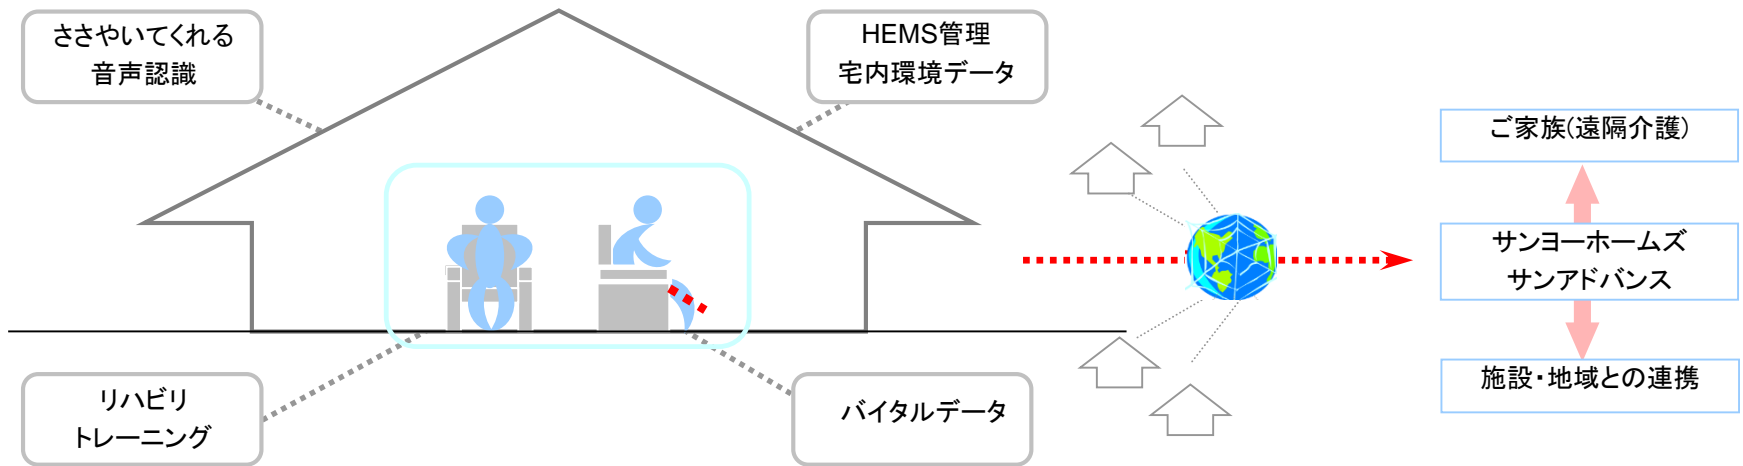 ささやいてくれる
音声認識
HEMS管理
宅内環境データ
リハビリ
トレーニング
バイタルデータ
ご家族(遠隔介護)
サンヨーホームズ
サンアドバンス
施設・地域との連携